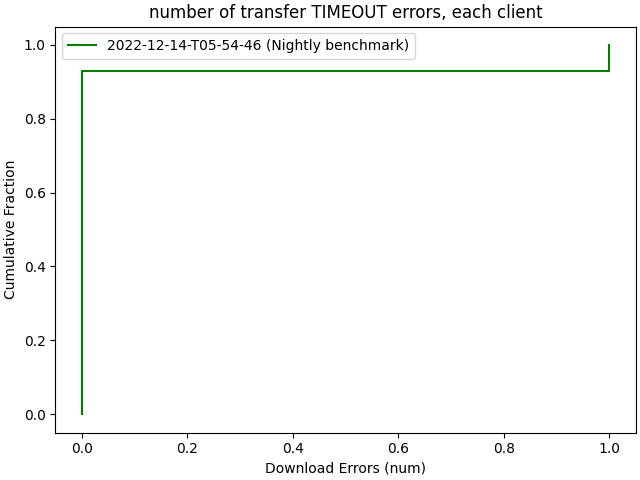 number of transfer TIMEOUT errors, each client
2022-12-14-T05-54-46 (Nightly benchmark)
1.0
0.8
0.6
0.4
0.2
0.0
Cumulative Fraction
0.0 0.2 0.4 0.6 0.8 1.0
Download Errors (num)